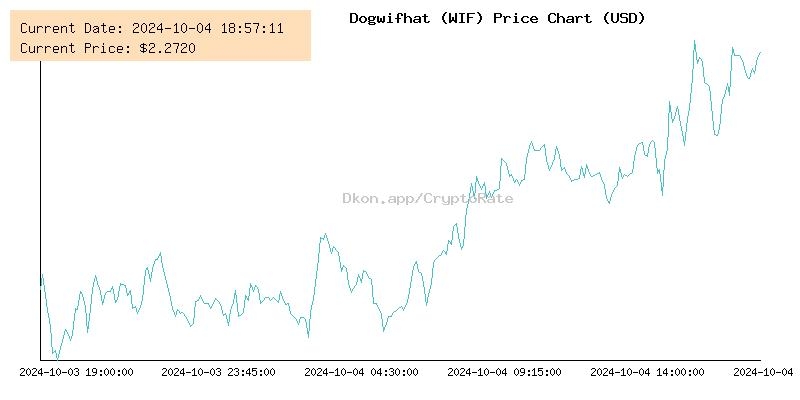 Dogwifhat (WIF) Price Chart (USD)
Current Date: 2024-10-04 18:57:11
Current Price: $2.2720
Dkon.app/CryptoRate
2024-10-03 19:00:00 2024-10-03 23:45:00 2024-10-04 04:30:00 2024-10-04 09:15:00 2024-10-04 14:00:00 2024-10-04